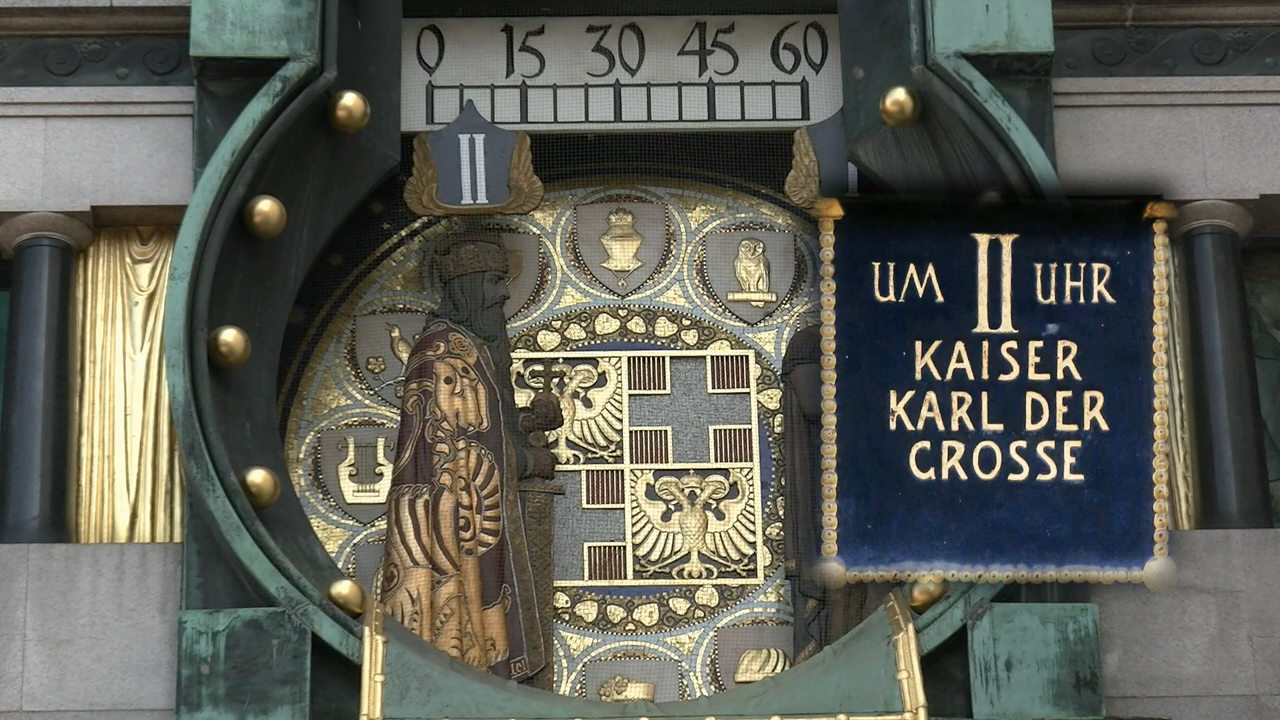 0 15 30 45 60
II
UM II UHR
KAISER
KARL DER
GROSSE